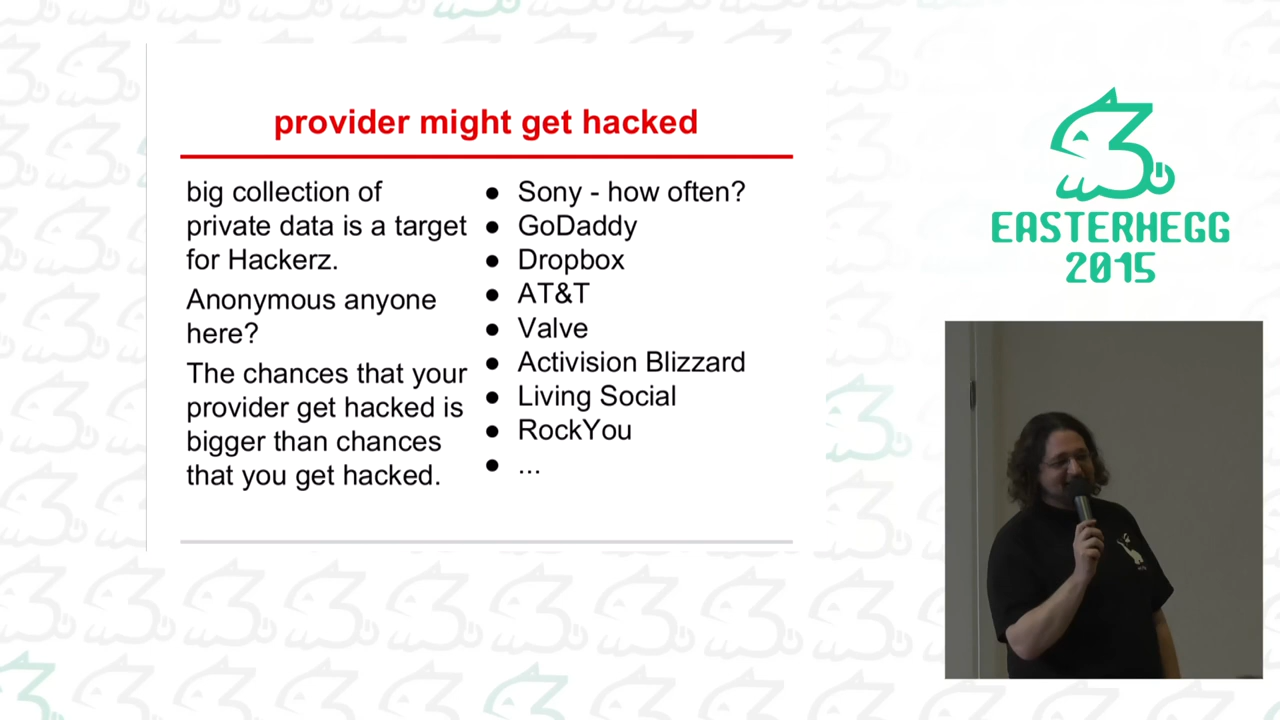 provider might get hacked
big collection of
private data is a target
for Hackerz.
Anonymous anyone
here?
The chances that your
provider get hacked is
bigger than chances
that you get hacked.
● Sony - how often?
● GoDaddy
● Dropbox
● AT&T
● Valve
● Activision Blizzard
● Living Social
● RockYou
● ...
EASTERHEGG
2015